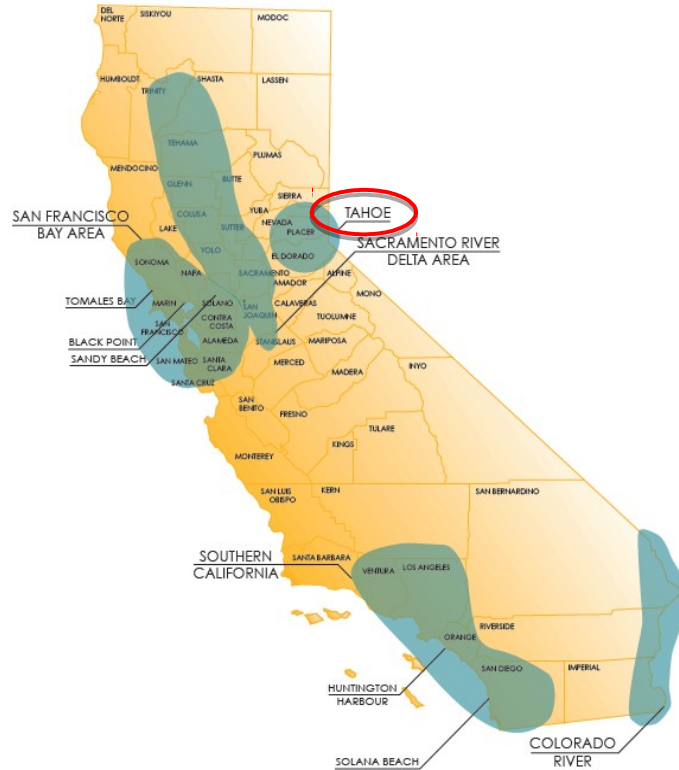 DEL
NORTE
SISKIYOU
MODOC
HUMBOLDT
TRINITY
SHASTA
LASSEN
TEHAMA
PLUMAS
MENDOCINO
GLENN
BUTTE
SIERRA
COLUSA
YUBA
NEVADA
TAHOE
SAN FRANCISCO
BAY AREA
LAKE
SUTTER
PLACER
SACRAMENTO RIVER
DELTA AREA
YOLO
EL DORADO
SONOMA
NAPA
SACRAMENTO
ALPINE
AMADOR
TOMALES BAY
MARIN
SOLANO
SAN
JOAQUIN
CALAVERAS
MONO
TUOLUMNE
BLACK POINT
SAN
FRANCISCO
CONTRA
COSTA
SANDY BEACH
ALAMEDA
STANISLAUS
MARIPOSA
SAN MATEO
SANTA
CLARA
MERCED
INYO
SANTA CRUZ
MADERA
SAN
BENITO
FRESNO
TULARE
KINGS
MONTEREY
SAN LUIS
OBISPO
KERN
SAN BERNARDINO
SOUTHERN
CALIFORNIA
SANTA BARBARA
VENTURA
LOS ANGELES
ORANGE
RIVERSIDE
SAN DIEGO
IMPERIAL
HUNTINGTON
HARBOUR
SOLANA BEACH
COLORADO
RIVER